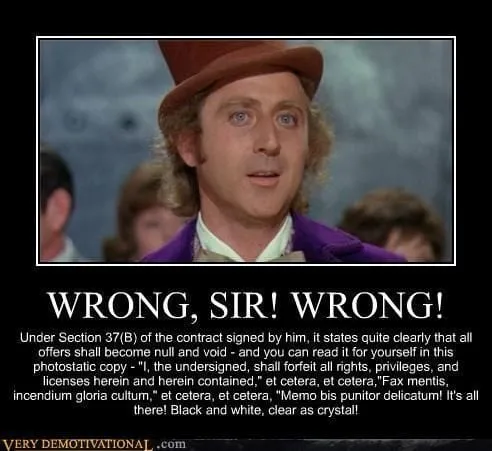 WRONG, SIR! WRONG!
Under Section 37(B) of the contract signed by him, it states quite clearly that all
offers shall become null and void - and you can read it for yourself in this
photostatic copy - "I, the undersigned, shall forfeit all rights, privileges, and
licenses herein and herein contained," et cetera, et cetera,"Fax mentis,
incendium gloria cultum," et cetera, et cetera, "Memo bis punitor delicatum! It's all
there! Black and white, clear as crystal!
VERY DEMOTIVATIONAL.com